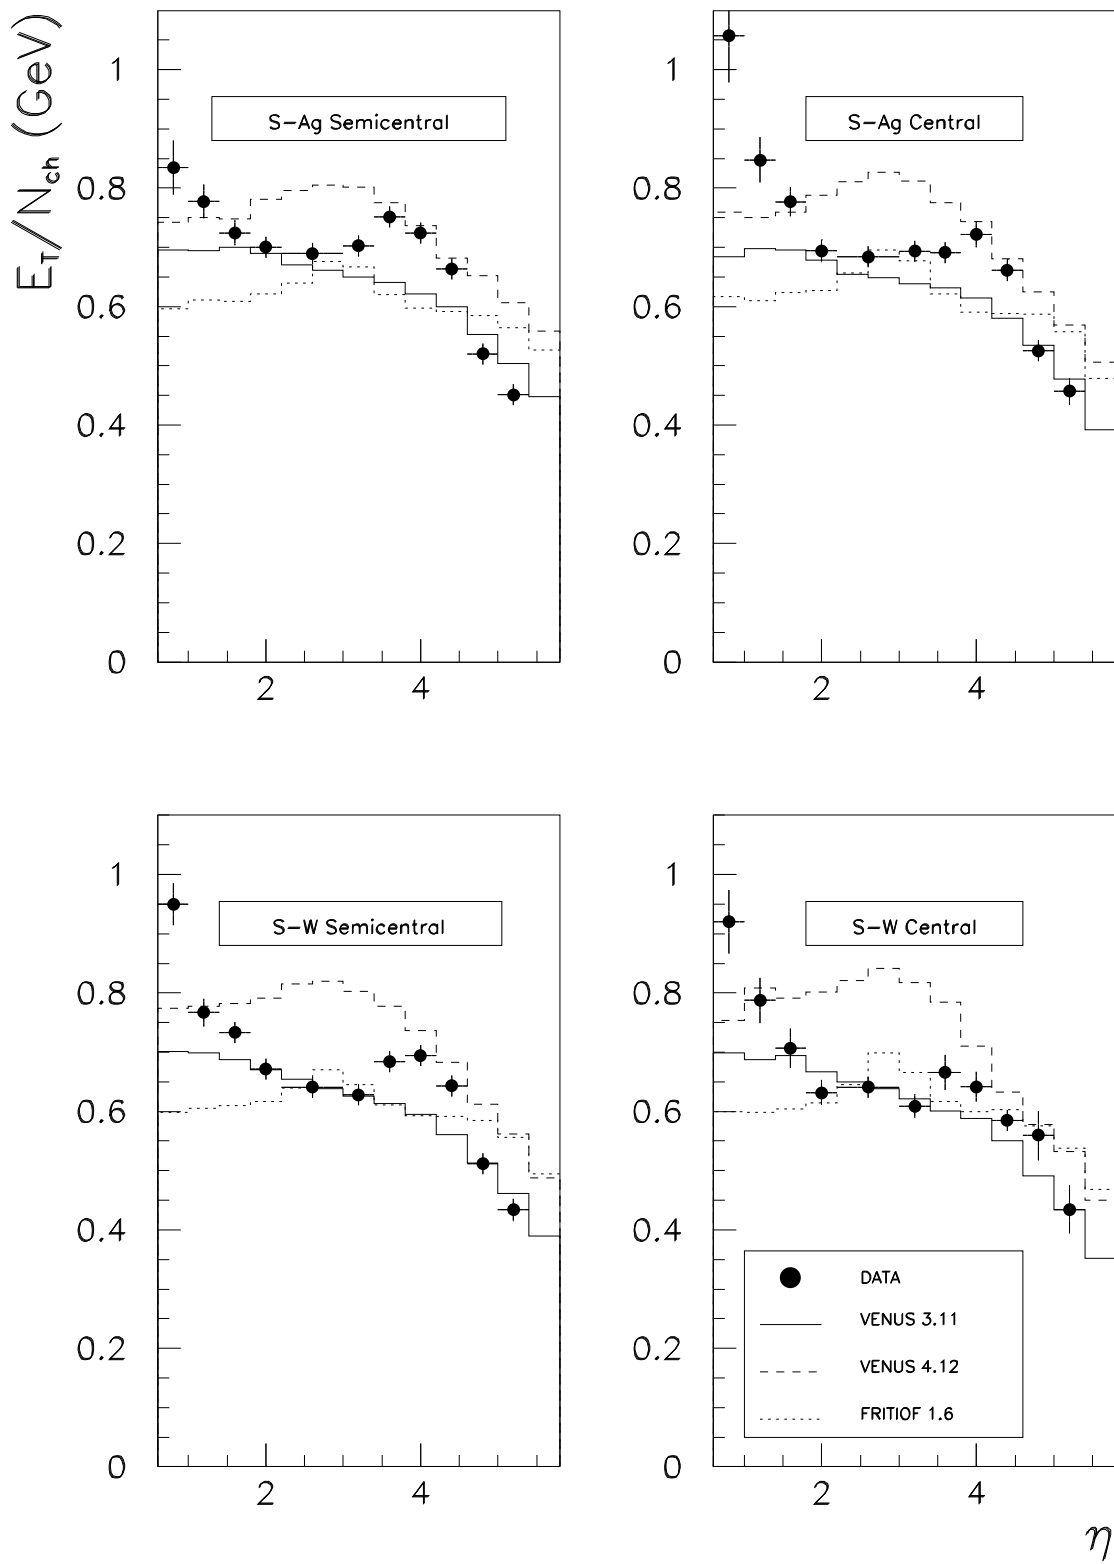 E_T/N_ch (GeV)
S-Ag Semicentral
1
0.8
0.6
0.4
0.2
0
2 4
S-Ag Central
1
0.8
0.6
0.4
0.2
0
2 4
S-W Semicentral
1
0.8
0.6
0.4
0.2
0
2 4
S-W Central
1
0.8
0.6
0.4
0.2
0
DATA
VENUS 3.11
VENUS 4.12
FRITIOF 1.6
2 4
η